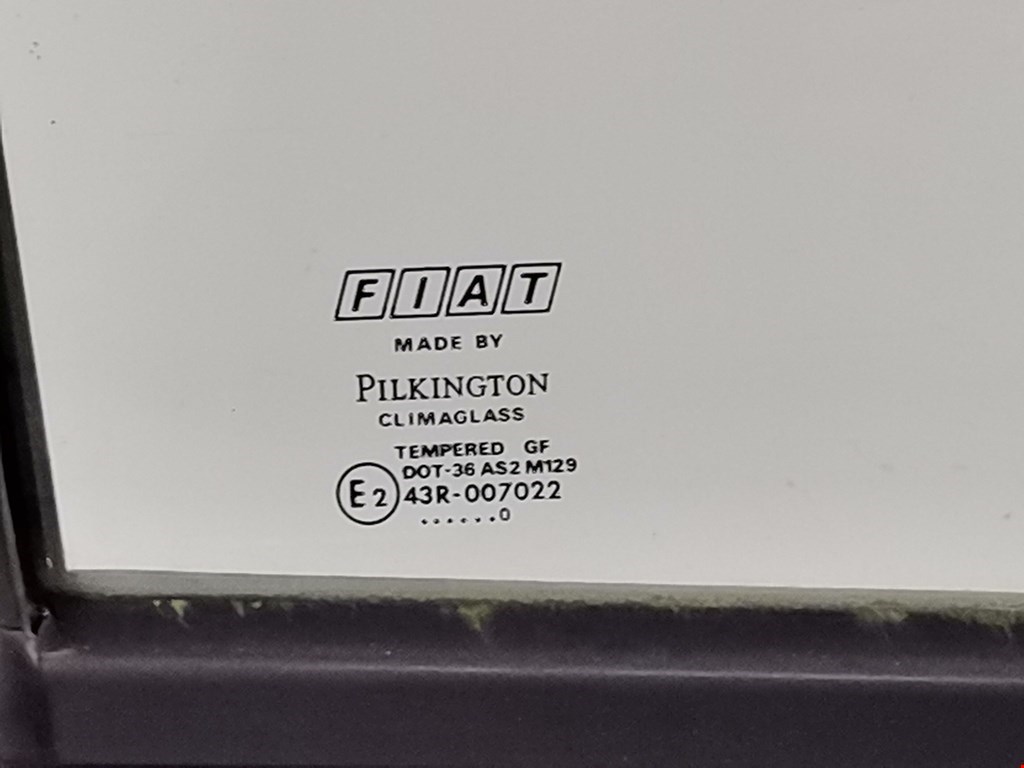 FIAT
MADE BY
PILKINGTON
CLIMAGLASS
TEMPERED GF
DOT-36 AS2 M129
E2 43R-007022
......0